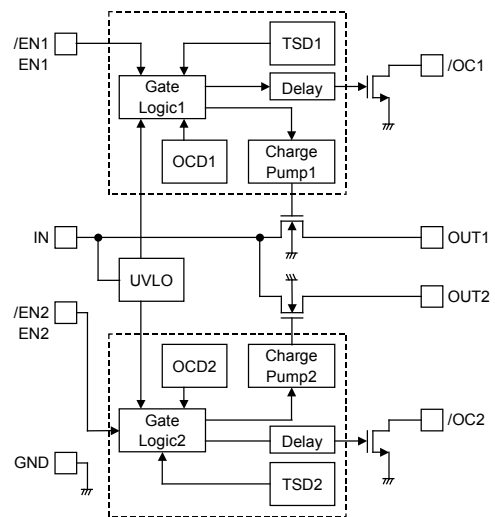 /EN1
EN1
TSD1
/OC1
Gate
Logic1
Delay
OCD1
Charge
Pump1
IN
OUT1
UVLO
OUT2
/EN2
EN2
OCD2
Charge
Pump2
Gate
Logic2
Delay
/OC2
GND
TSD2